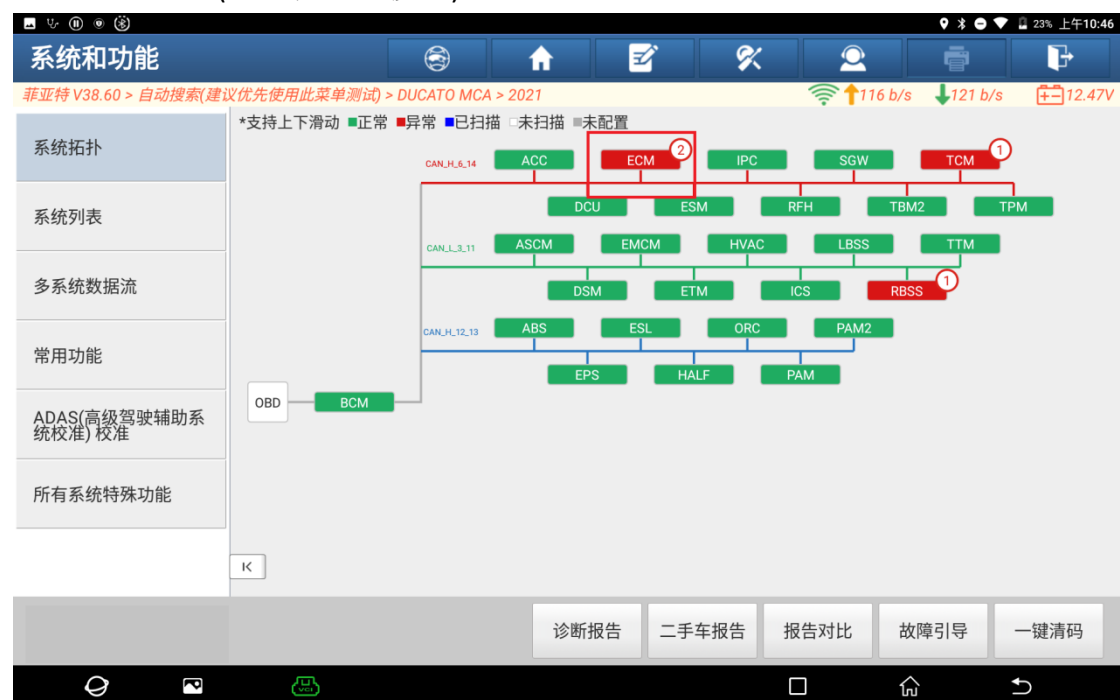 23% 上午10:46
系统和功能
菲亚特 V38.60 > 自动搜索(建议优先使用此菜单测试) > DUCATO MCA > 2021
116 b/s 121 b/s 12.47V
*支持上下滑动 正常 异常 已扫描 未扫描 未配置
系统拓扑
系统列表
多系统数据流
常用功能
ADAS(高级驾驶辅助系
统校准) 校准
所有系统特殊功能
CAN_H_6_14 ACC ECM 2 IPC SGW TCM 1
DCU ESM RFH TBM2 TPM
CAN_L_3_11 ASCM EMCM HVAC LBSS TTM
DSM ETM ICS RBSS 1
CAN_H_12_13 ABS ESL ORC PAM2
EPS HALF PAM
OBD BCM
诊断报告 二手车报告 报告对比 故障引导 一键清码
VCI